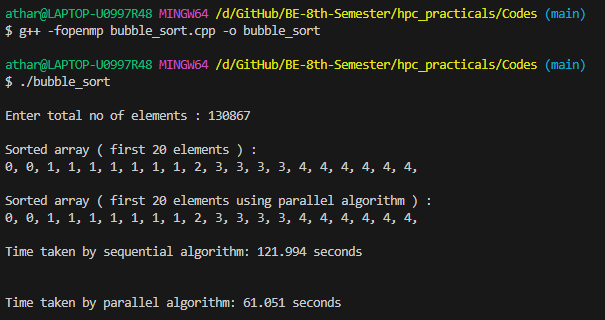 athar@LAPTOP-U0997R48 MINGW64 /d/GitHub/BE-8th-Semester/hpc_practicals/Codes (main)
$ g++ -fopenmp bubble_sort.cpp -o bubble_sort
athar@LAPTOP-U0997R48 MINGW64 /d/GitHub/BE-8th-Semester/hpc_practicals/Codes (main)
$ ./bubble_sort
Enter total no of elements : 130867
Sorted array ( first 20 elements ) :
0, 0, 1, 1, 1, 1, 1, 1, 1, 2, 3, 3, 3, 3, 4, 4, 4, 4, 4, 4,
Sorted array ( first 20 elements using parallel algorithm ) :
0, 0, 1, 1, 1, 1, 1, 1, 1, 2, 3, 3, 3, 3, 4, 4, 4, 4, 4, 4,
Time taken by sequential algorithm: 121.994 seconds
Time taken by parallel algorithm: 61.051 seconds